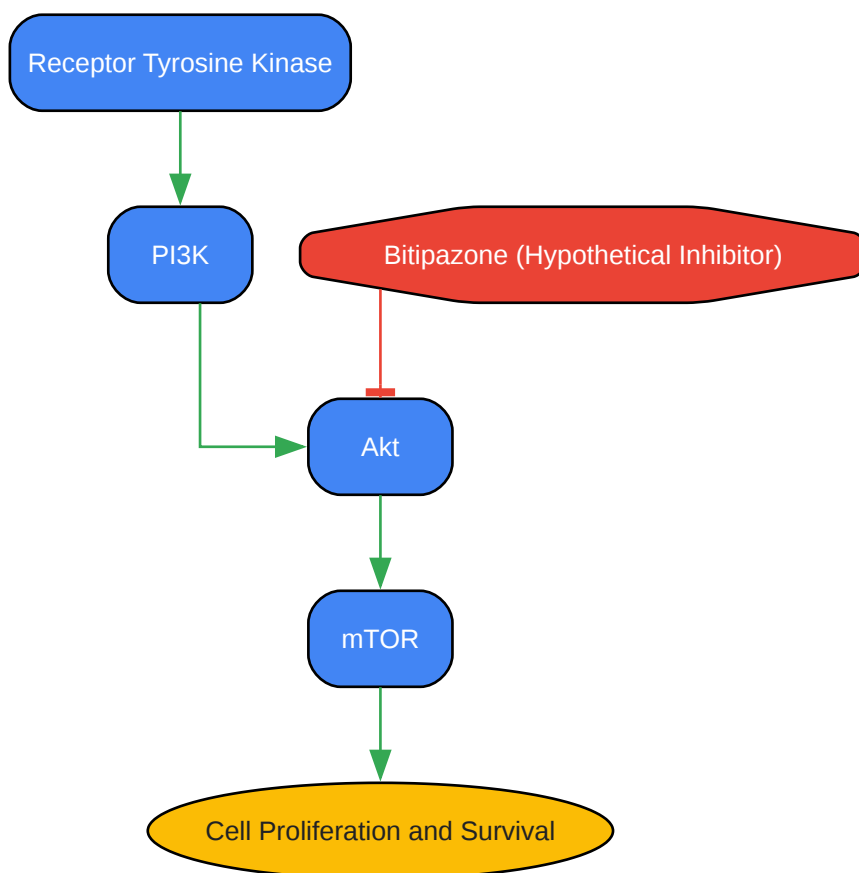 Receptor Tyrosine Kinase
PI3K
Bitipazone (Hypothetical Inhibitor)
Akt
mTOR
Cell Proliferation and Survival